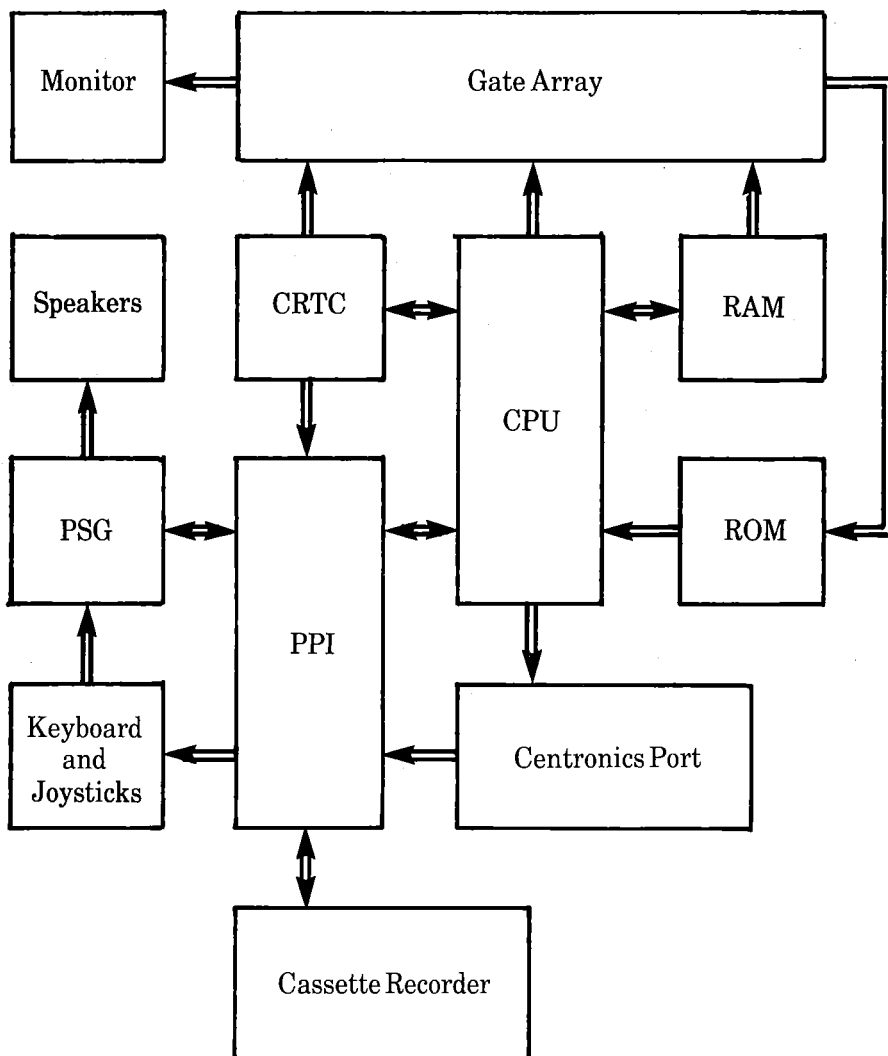 Monitor
Gate Array
Speakers
CRTC
CPU
RAM
PSG
PPI
ROM
Keyboard
and
Joysticks
Centronics Port
Cassette Recorder